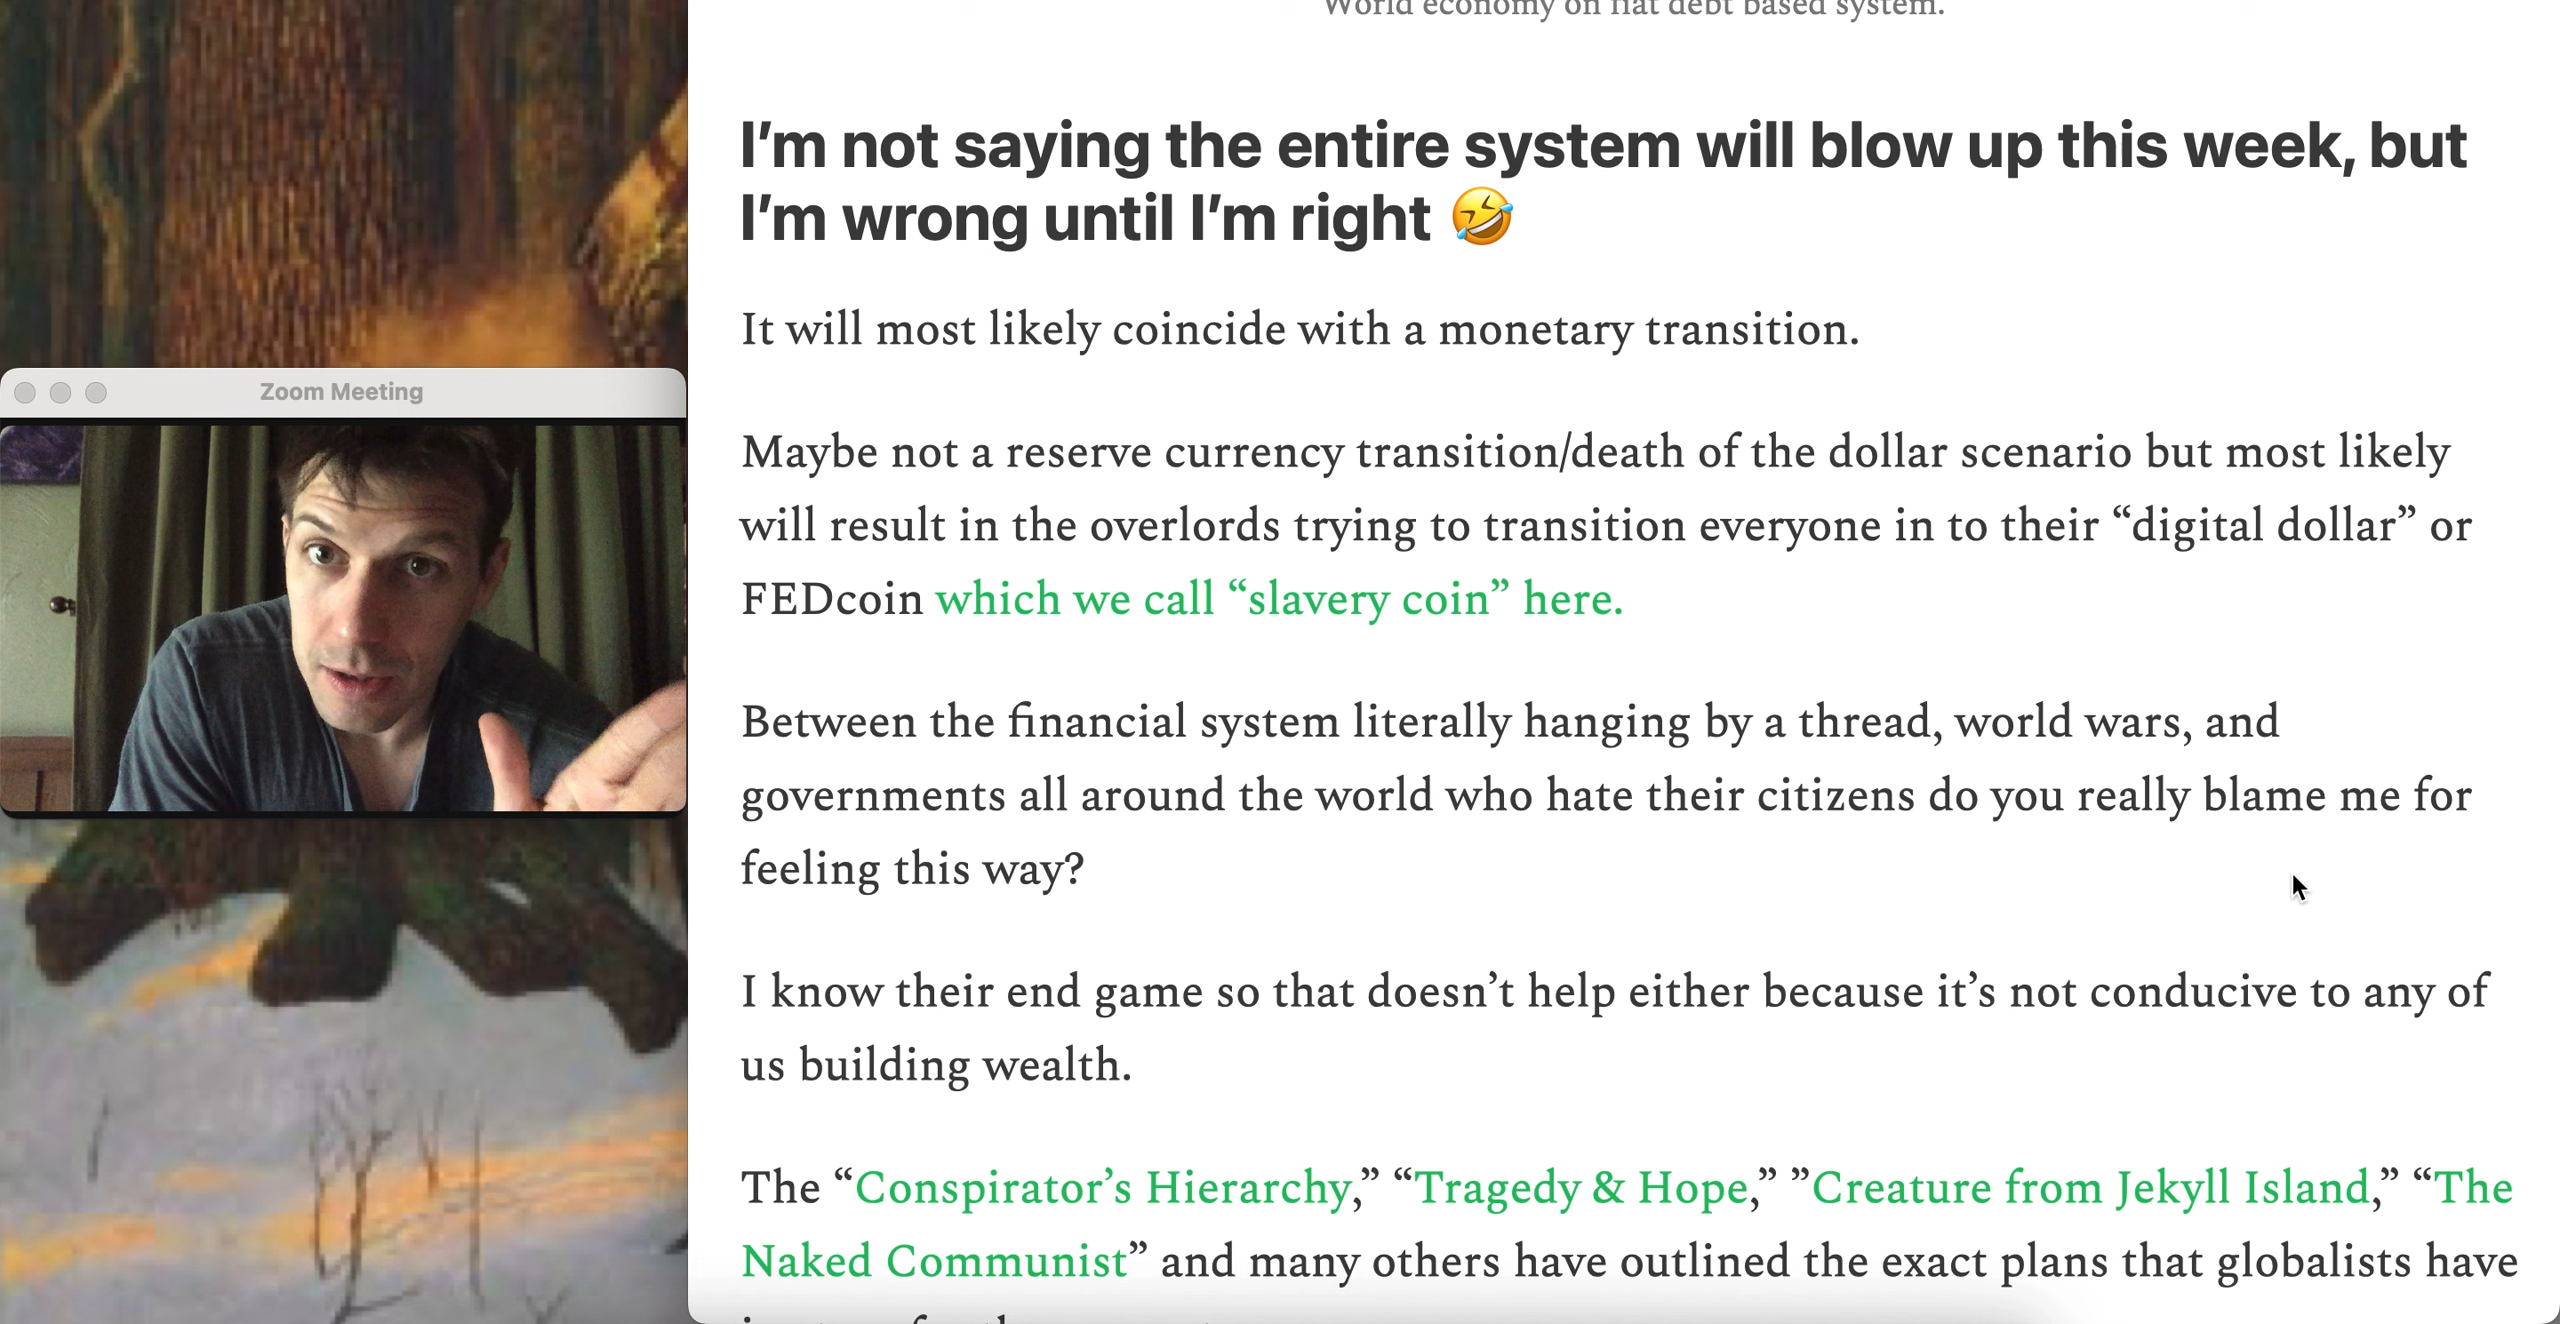 World economy on fiat debt based system.
I’m not saying the entire system will blow up this week, but
I’m wrong until I’m right 🤣
It will most likely coincide with a monetary transition.
Zoom Meeting
Maybe not a reserve currency transition/death of the dollar scenario but most likely
will result in the overlords trying to transition everyone in to their “digital dollar” or
FEDcoin which we call “slavery coin” here.
Between the financial system literally hanging by a thread, world wars, and
governments all around the world who hate their citizens do you really blame me for
feeling this way?
I know their end game so that doesn’t help either because it’s not conducive to any of
us building wealth.
The “Conspirator’s Hierarchy,” “Tragedy & Hope,” ”Creature from Jekyll Island,” “The
Naked Communist” and many others have outlined the exact plans that globalists have